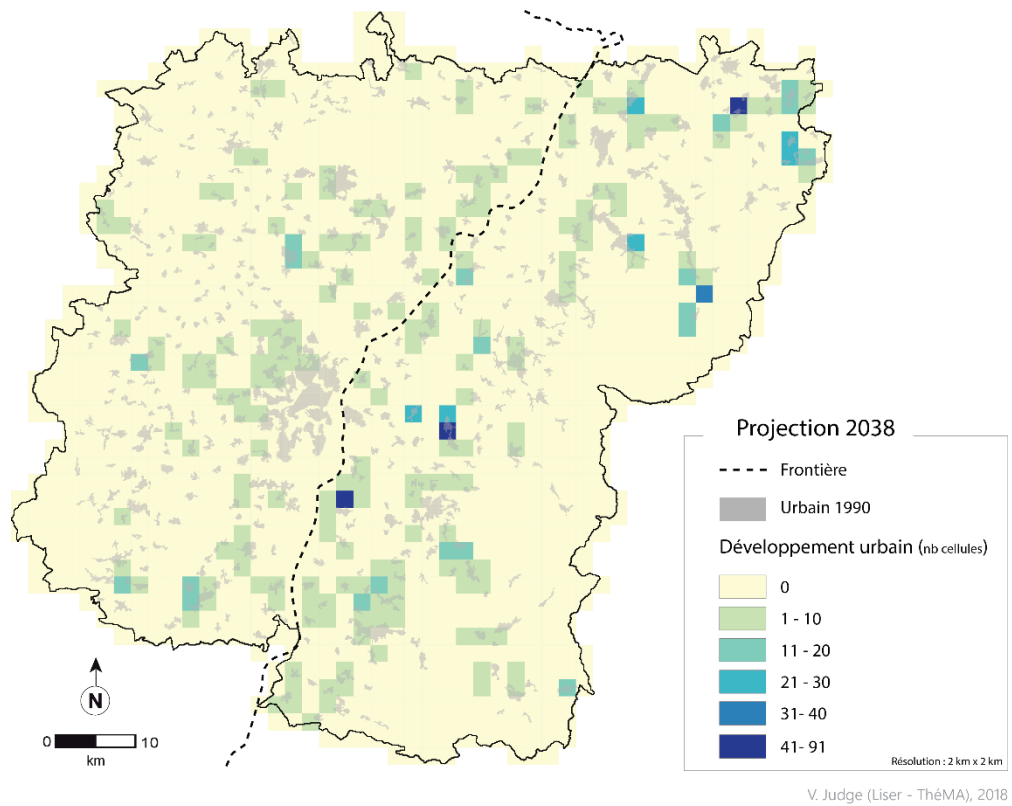 Projection 2038
Frontière
Urbain 1990
Développement urbain (nb cellules)
0
1 - 10
11 - 20
21 - 30
31- 40
41- 91
Résolution : 2 km x 2 km
N
0 10
km
V. Judge (Liser - ThéMA), 2018